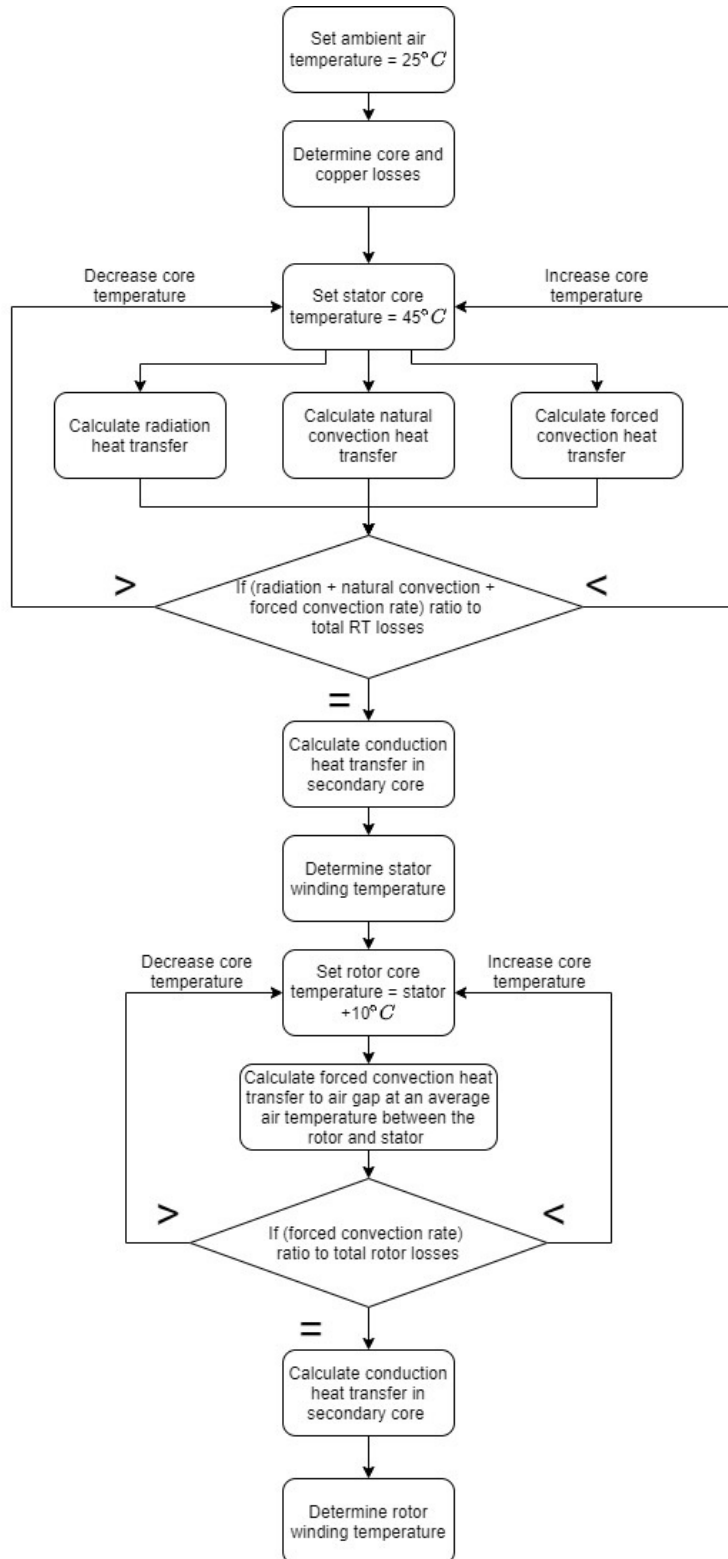 Set ambient air
temperature = 25°C
Determine core and
copper losses
Decrease core
temperature
Set stator core
temperature = 45°C
Increase core
temperature
Calculate radiation
heat transfer
Calculate natural
convection heat
transfer
Calculate forced
convection heat
transfer
>
If (radiation + natural convection +
forced convection rate) ratio to
total RT losses
<
=
Calculate conduction
heat transfer in
secondary core
Determine stator
winding temperature
Decrease core
temperature
Set rotor core
temperature = stator
+10°C
Increase core
temperature
Calculate forced convection heat
transfer to air gap at an average
air temperature between the
rotor and stator
>
If (forced convection rate)
ratio to total rotor losses
<
=
Calculate conduction
heat transfer in
secondary core
Determine rotor
winding temperature